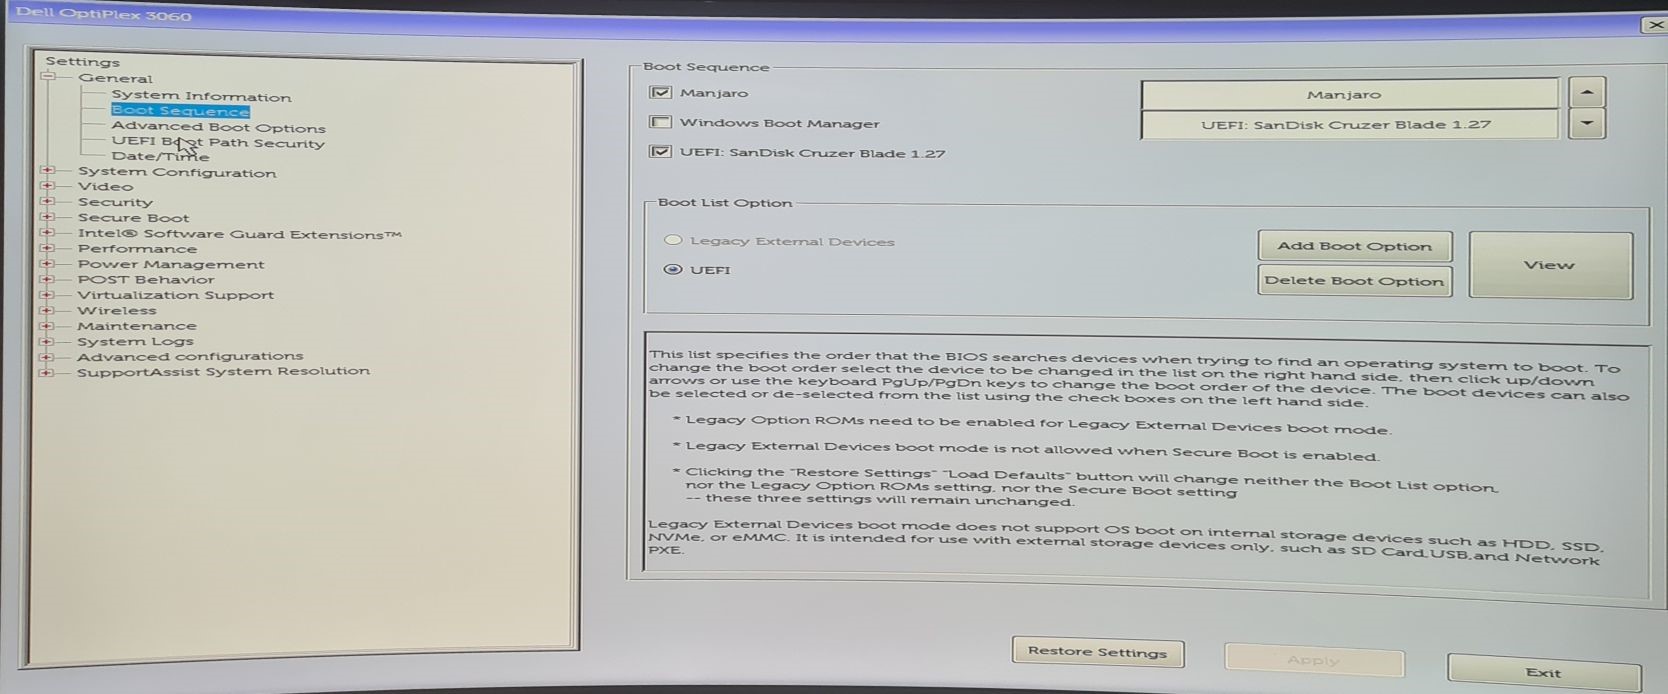 Dell OptiPlex 3060
Settings
General
System Information
Boot Sequence
Advanced Boot Options
UEFI Boot Path Security
Date/Time
System Configuration
Video
Security
Secure Boot
Intel® Software Guard Extensions™
Performance
Power Management
POST Behavior
Virtualization Support
Wireless
Maintenance
System Logs
Advanced configurations
SupportAssist System Resolution
Boot Sequence
Manjaro
Windows Boot Manager
UEFI: SanDisk Cruzer Blade 1.27
Manjaro
UEFI: SanDisk Cruzer Blade 1.27
Boot List Option
Legacy External Devices
UEFI
Add Boot Option
Delete Boot Option
View
This list specifies the order that the BIOS searches devices when trying to find an operating system to boot. To
change the boot order select the device to be changed in the list on the right hand side, then click up/down
arrows or use the keyboard PgUp/PgDn keys to change the boot order of the device. The boot devices can also
be selected or de-selected from the list using the check boxes on the left hand side.
* Legacy Option ROMs need to be enabled for Legacy External Devices boot mode.
* Legacy External Devices boot mode is not allowed when Secure Boot is enabled.
* Clicking the "Restore Settings" "Load Defaults" button will change neither the Boot List option,
nor the Legacy Option ROMs setting, nor the Secure Boot setting
-- these three settings will remain unchanged.
Legacy External Devices boot mode does not support OS boot on internal storage devices such as HDD, SSD,
NVMe, or eMMC. It is intended for use with external storage devices only, such as SD Card,USB,and Network
PXE.
Restore Settings
Apply
Exit